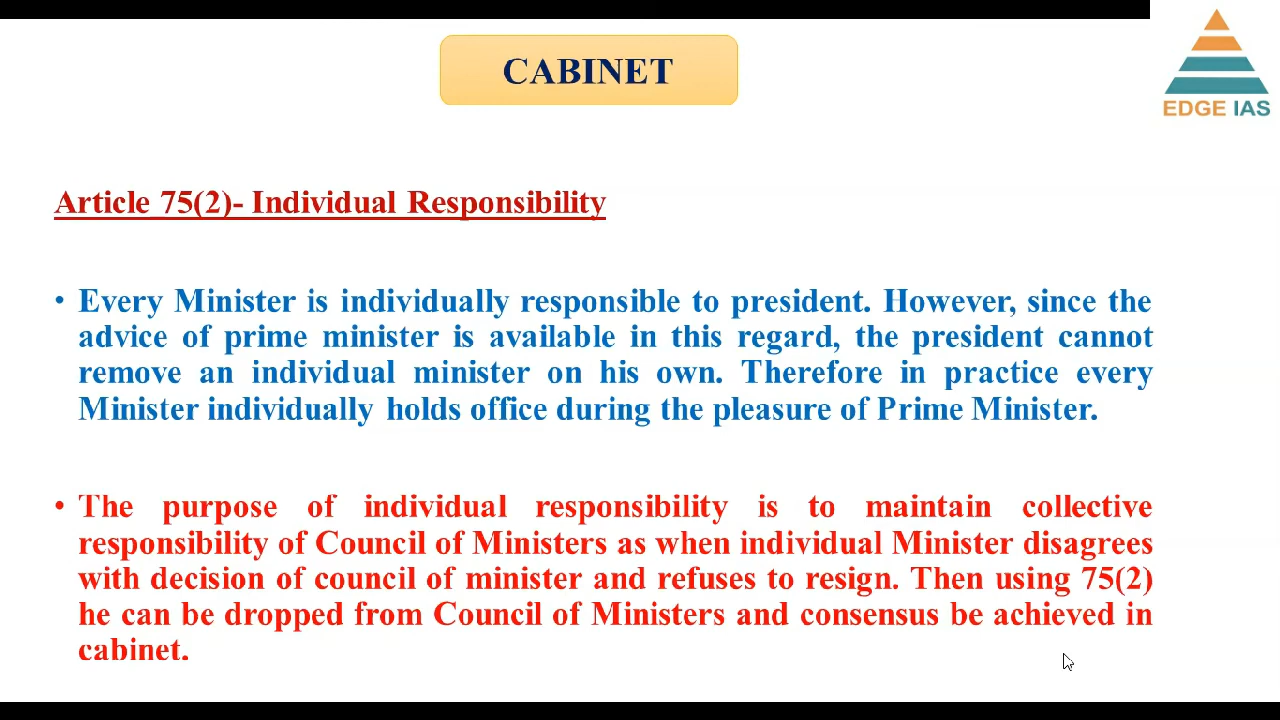 CABINET
EDGE IAS
Article 75(2)- Individual Responsibility
• Every Minister is individually responsible to president. However, since the
advice of prime minister is available in this regard, the president cannot
remove an individual minister on his own. Therefore in practice every
Minister individually holds office during the pleasure of Prime Minister.
• The purpose of individual responsibility is to maintain collective
responsibility of Council of Ministers as when individual Minister disagrees
with decision of council of minister and refuses to resign. Then using 75(2)
he can be dropped from Council of Ministers and consensus be achieved in
cabinet.